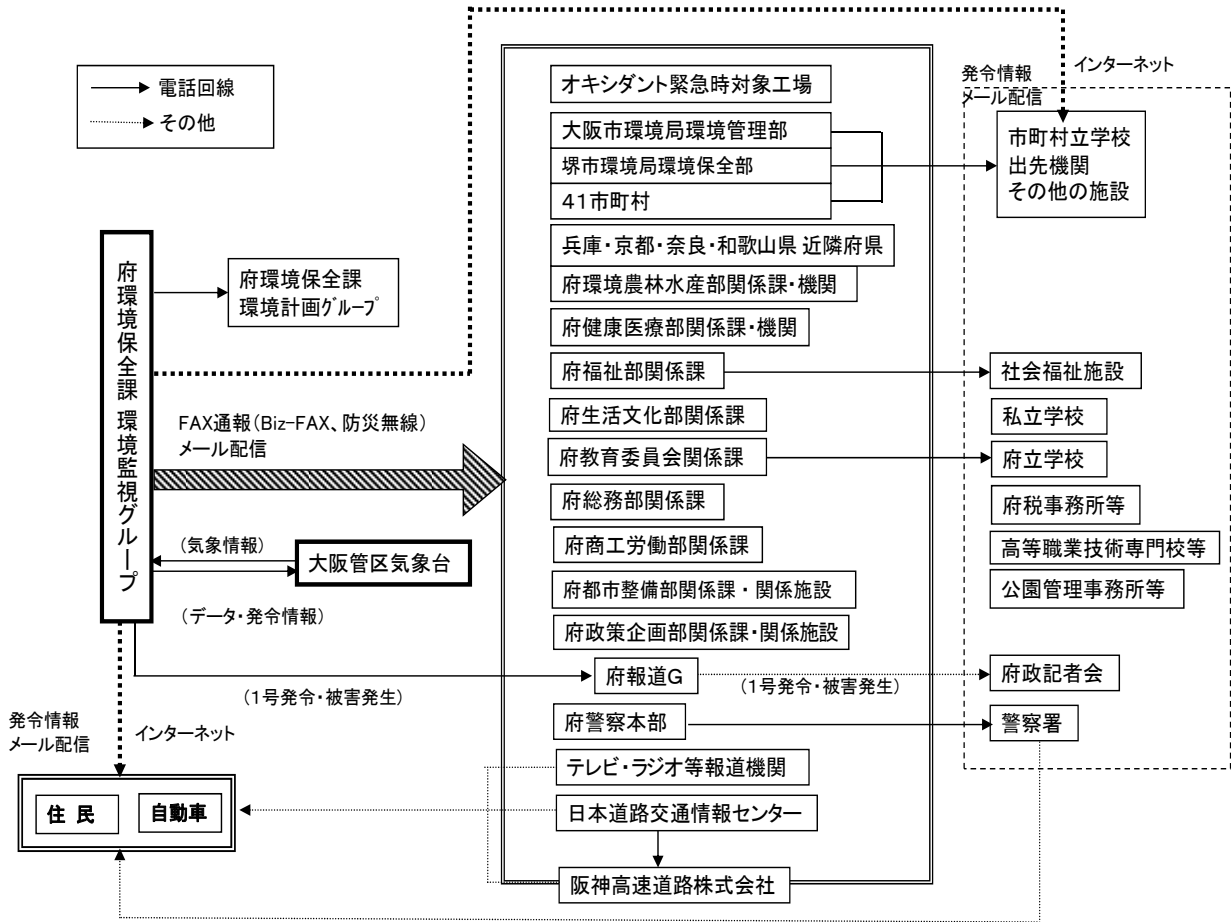 電話回線
その他
府環境保全課 環境監視グループ
府環境保全課
環境計画グループ
FAX通報(Biz-FAX、防災無線)
メール配信
(気象情報)
大阪管区気象台
(データ・発令情報)
(1号発令・被害発生)
発令情報
メール配信
インターネット
住 民
自動車
オキシダント緊急時対象工場
大阪市環境局環境管理部
堺市環境局環境保全部
41市町村
兵庫・京都・奈良・和歌山県 近隣府県
府環境農林水産部関係課・機関
府健康医療部関係課・機関
府福祉部関係課
府生活文化部関係課
府教育委員会関係課
府総務部関係課
府商工労働部関係課
府都市整備部関係課・関係施設
府政策企画部関係課・関係施設
府報道G
(1号発令・被害発生)
府警察本部
テレビ・ラジオ等報道機関
日本道路交通情報センター
阪神高速道路株式会社
インターネット
発令情報
メール配信
市町村立学校
出先機関
その他の施設
社会福祉施設
私立学校
府立学校
府税事務所等
高等職業技術専門校等
公園管理事務所等
府政記者会
警察署